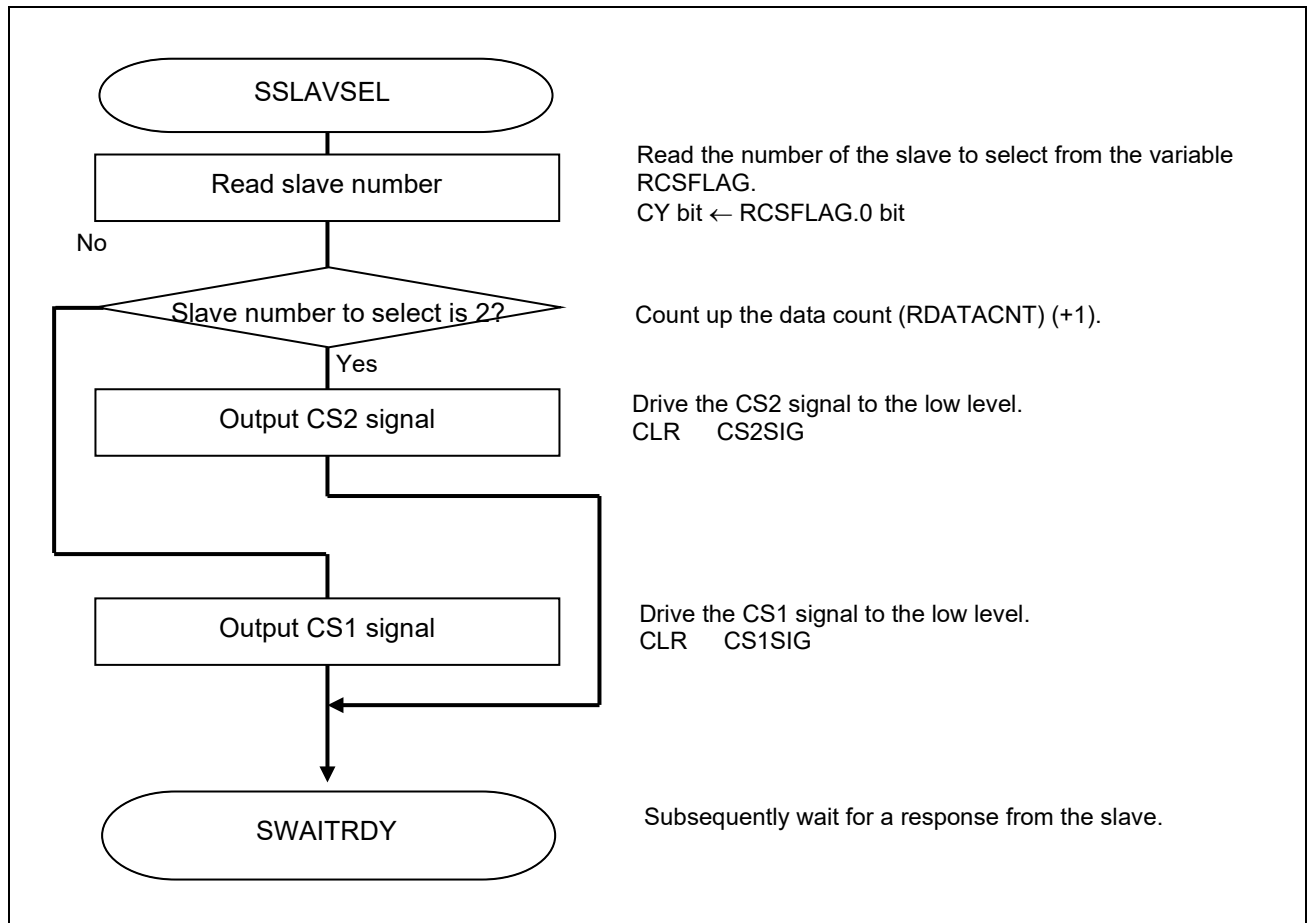 SSLAVSEL
Read slave number
Read the number of the slave to select from the variable
RCSFLAG.
CY bit ← RCSFLAG.0 bit
No
Slave number to select is 2?
Count up the data count (RDATACNT) (+1).
Yes
Output CS2 signal
Drive the CS2 signal to the low level.
CLR CS2SIG
Output CS1 signal
Drive the CS1 signal to the low level.
CLR CS1SIG
SWAITRDY
Subsequently wait for a response from the slave.